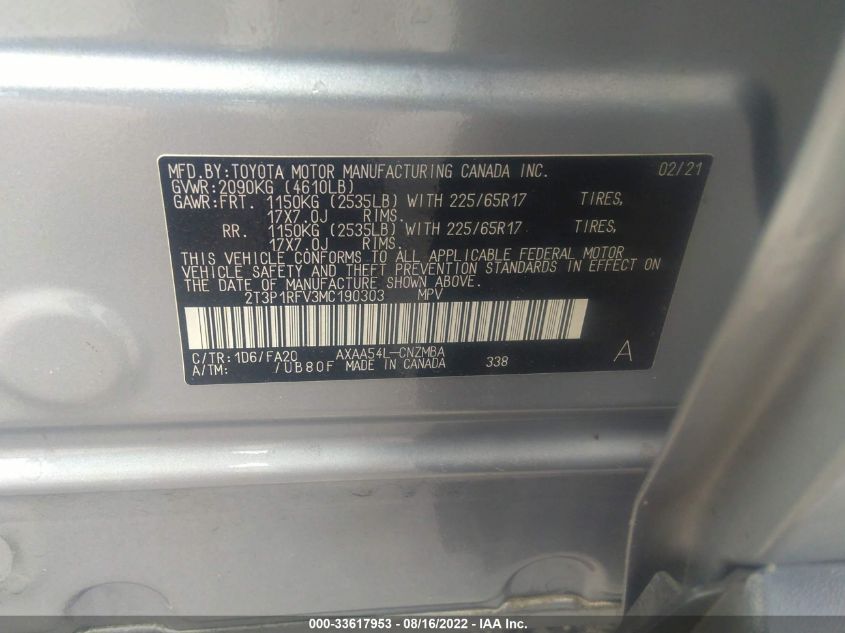 MFD.BY:TOYOTA MOTOR MANUFACTURING CANADA INC. 02/21
GVWR:2090KG (4610LB)
GAWR:FRT. 1150KG (2535LB) WITH 225/65R17 TIRES,
17X7.0J RIMS.
RR. 1150KG (2535LB) WITH 225/65R17 TIRES,
17X7.0J RIMS.
THIS VEHICLE CONFORMS TO ALL APPLICABLE FEDERAL MOTOR
VEHICLE SAFETY AND THEFT PREVENTION STANDARDS IN EFFECT ON
THE DATE OF MANUFACTURE SHOWN ABOVE.
2T3P1RFV3MC190303 MPV
C/TR:1D6/FA20 AXAA54L-CNZMBA A
A/TM: /UB80F MADE IN CANADA 338
000-33617953 - 08/16/2022 - IAA Inc.